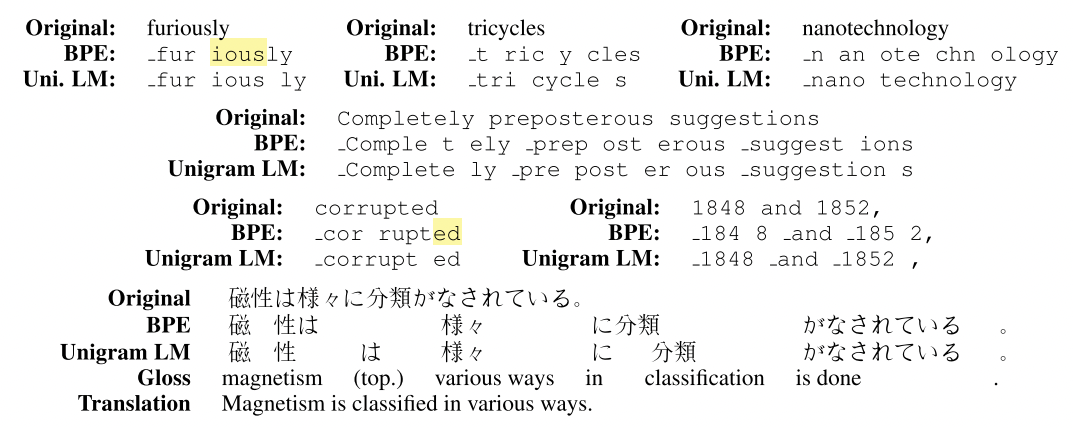 Original: furiously Original: tricycles Original: nanotechnology
BPE: _fur iously BPE: _t ric y cles BPE: _n an ote chn ology
Uni. LM: _fur ious ly Uni. LM: _tri cycle s Uni. LM: _nano technology
Original: Completely preposterous suggestions
BPE: _Comple t ely _prep ost erous _suggest ions
Unigram LM: _Complete ly _pre post er ous _suggestion s
Original: corrupted Original: 1848 and 1852,
BPE: _cor rupted BPE: _184 8 _and _185 2,
Unigram LM: _corrupt ed Unigram LM: _1848 _and _1852 ,
Original 磁性は様々に分類がなされている。
BPE 磁 性は 様々 に分類 がなされている 。
Unigram LM 磁 性 は 様々 に 分類 がなされている 。
Gloss magnetism (top.) various ways in classification is done .
Translation Magnetism is classified in various ways.